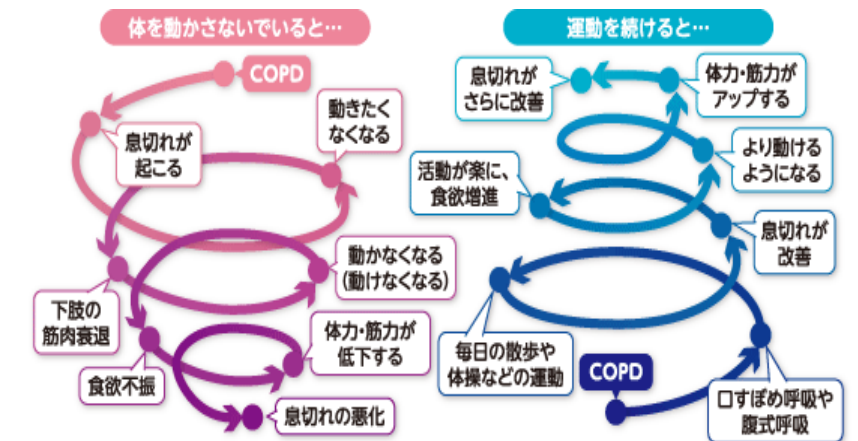 体を動かさないでいると…
COPD
息切れが
起こる
動きたく
なくなる
下肢の
筋肉衰退
動かなくなる
(動けなくなる)
食欲不振
体力・筋力が
低下する
息切れの悪化
運動を続けると…
息切れが
さらに改善
体力・筋力が
アップする
より動ける
ようになる
活動が楽に、
食欲増進
息切れが
改善
毎日の散歩や
体操などの運動
COPD
口すぼめ呼吸や
腹式呼吸